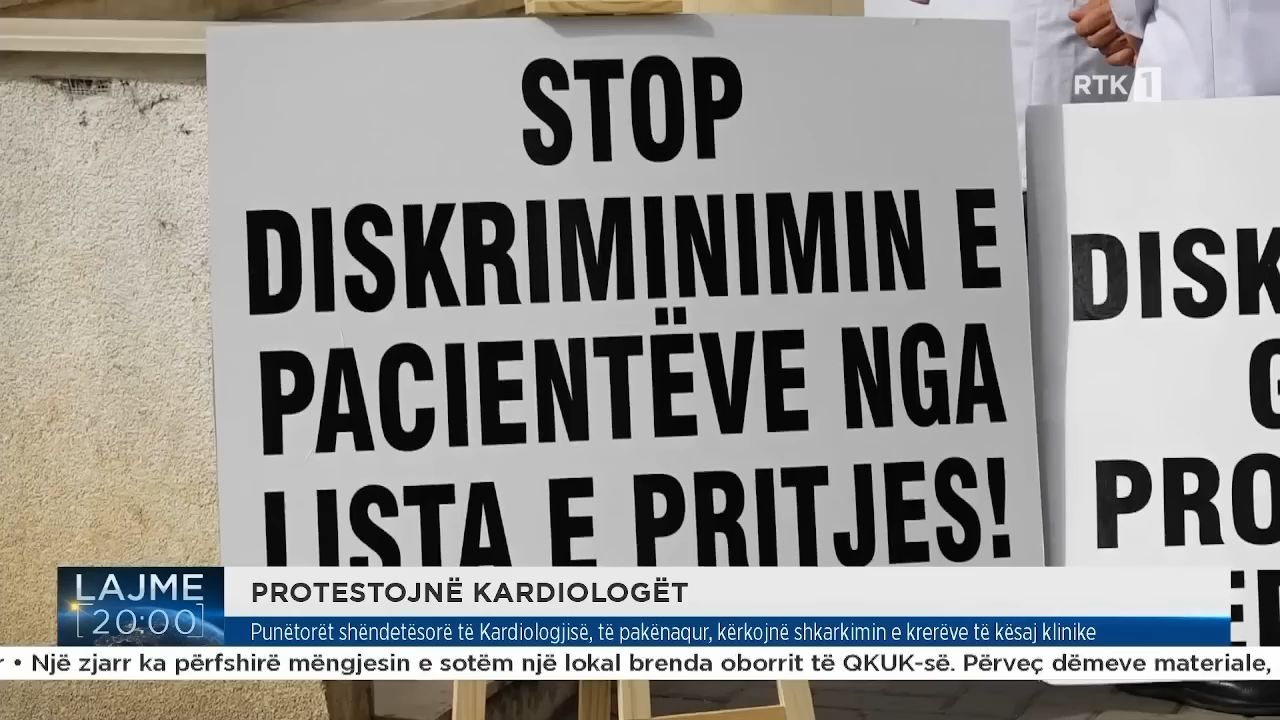 STOP
DISKRIMINIMIN E
PACIENTËVE NGA
LISTA E PRITJES!
RTK 1
DISK
PRO
LAJME
20:00
PROTESTOJNË KARDIOLOGËT
Punëtorët shëndetësorë të Kardiologjisë, të pakënaqur, kërkojnë shkarkimin e krerëve të kësaj klinike
• Një zjarr ka përfshirë mëngjesin e sotëm një lokal brenda oborrit të QKUK-së. Përveç dëmeve materiale,